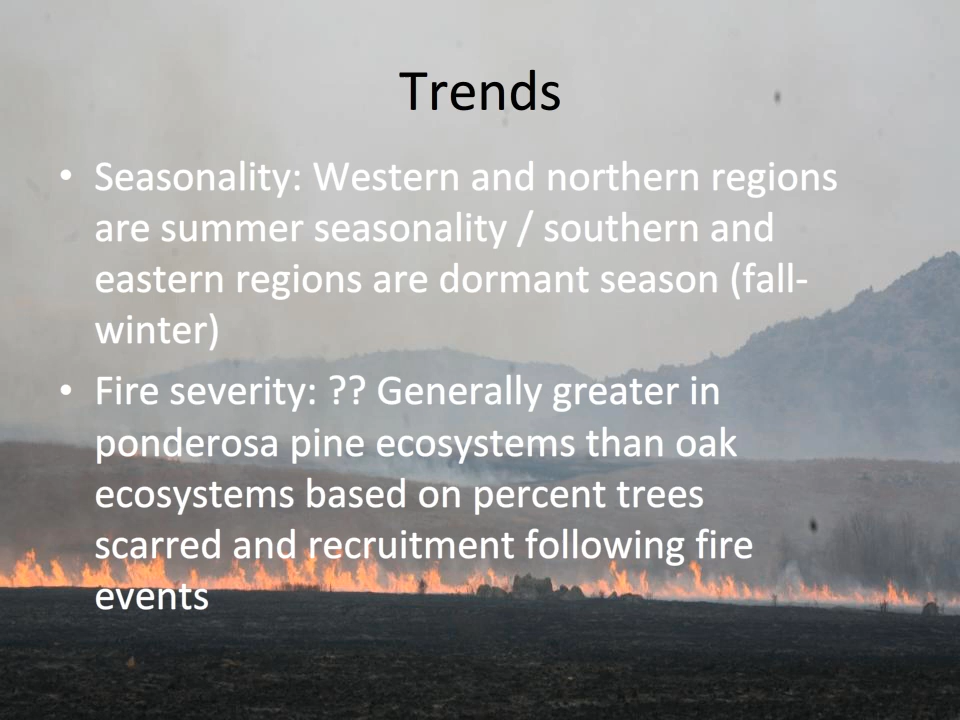 Trends
• Seasonality: Western and northern regions
are summer seasonality / southern and
eastern regions are dormant season (fall-
winter)
• Fire severity: ?? Generally greater in
ponderosa pine ecosystems than oak
ecosystems based on percent trees
scarred and recruitment following fire
events